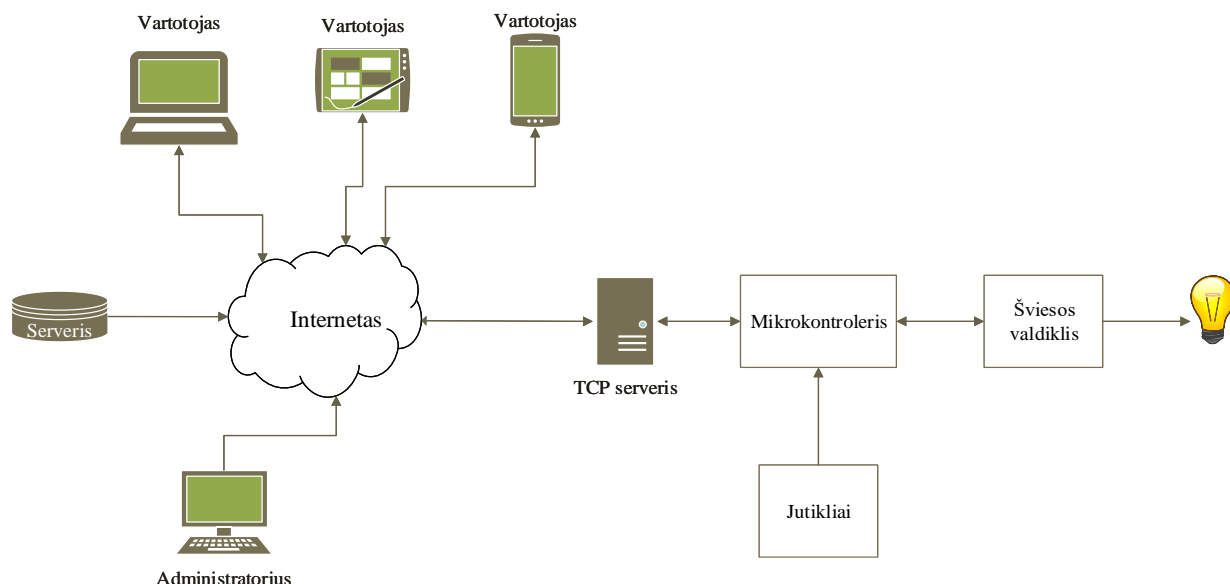 Vartotojas
Vartotojas
Vartotojas
Serveris
Internetas
TCP serveris
Mikrokontroleris
Šviesos
valdiklis
Jutikliai
Administratorius